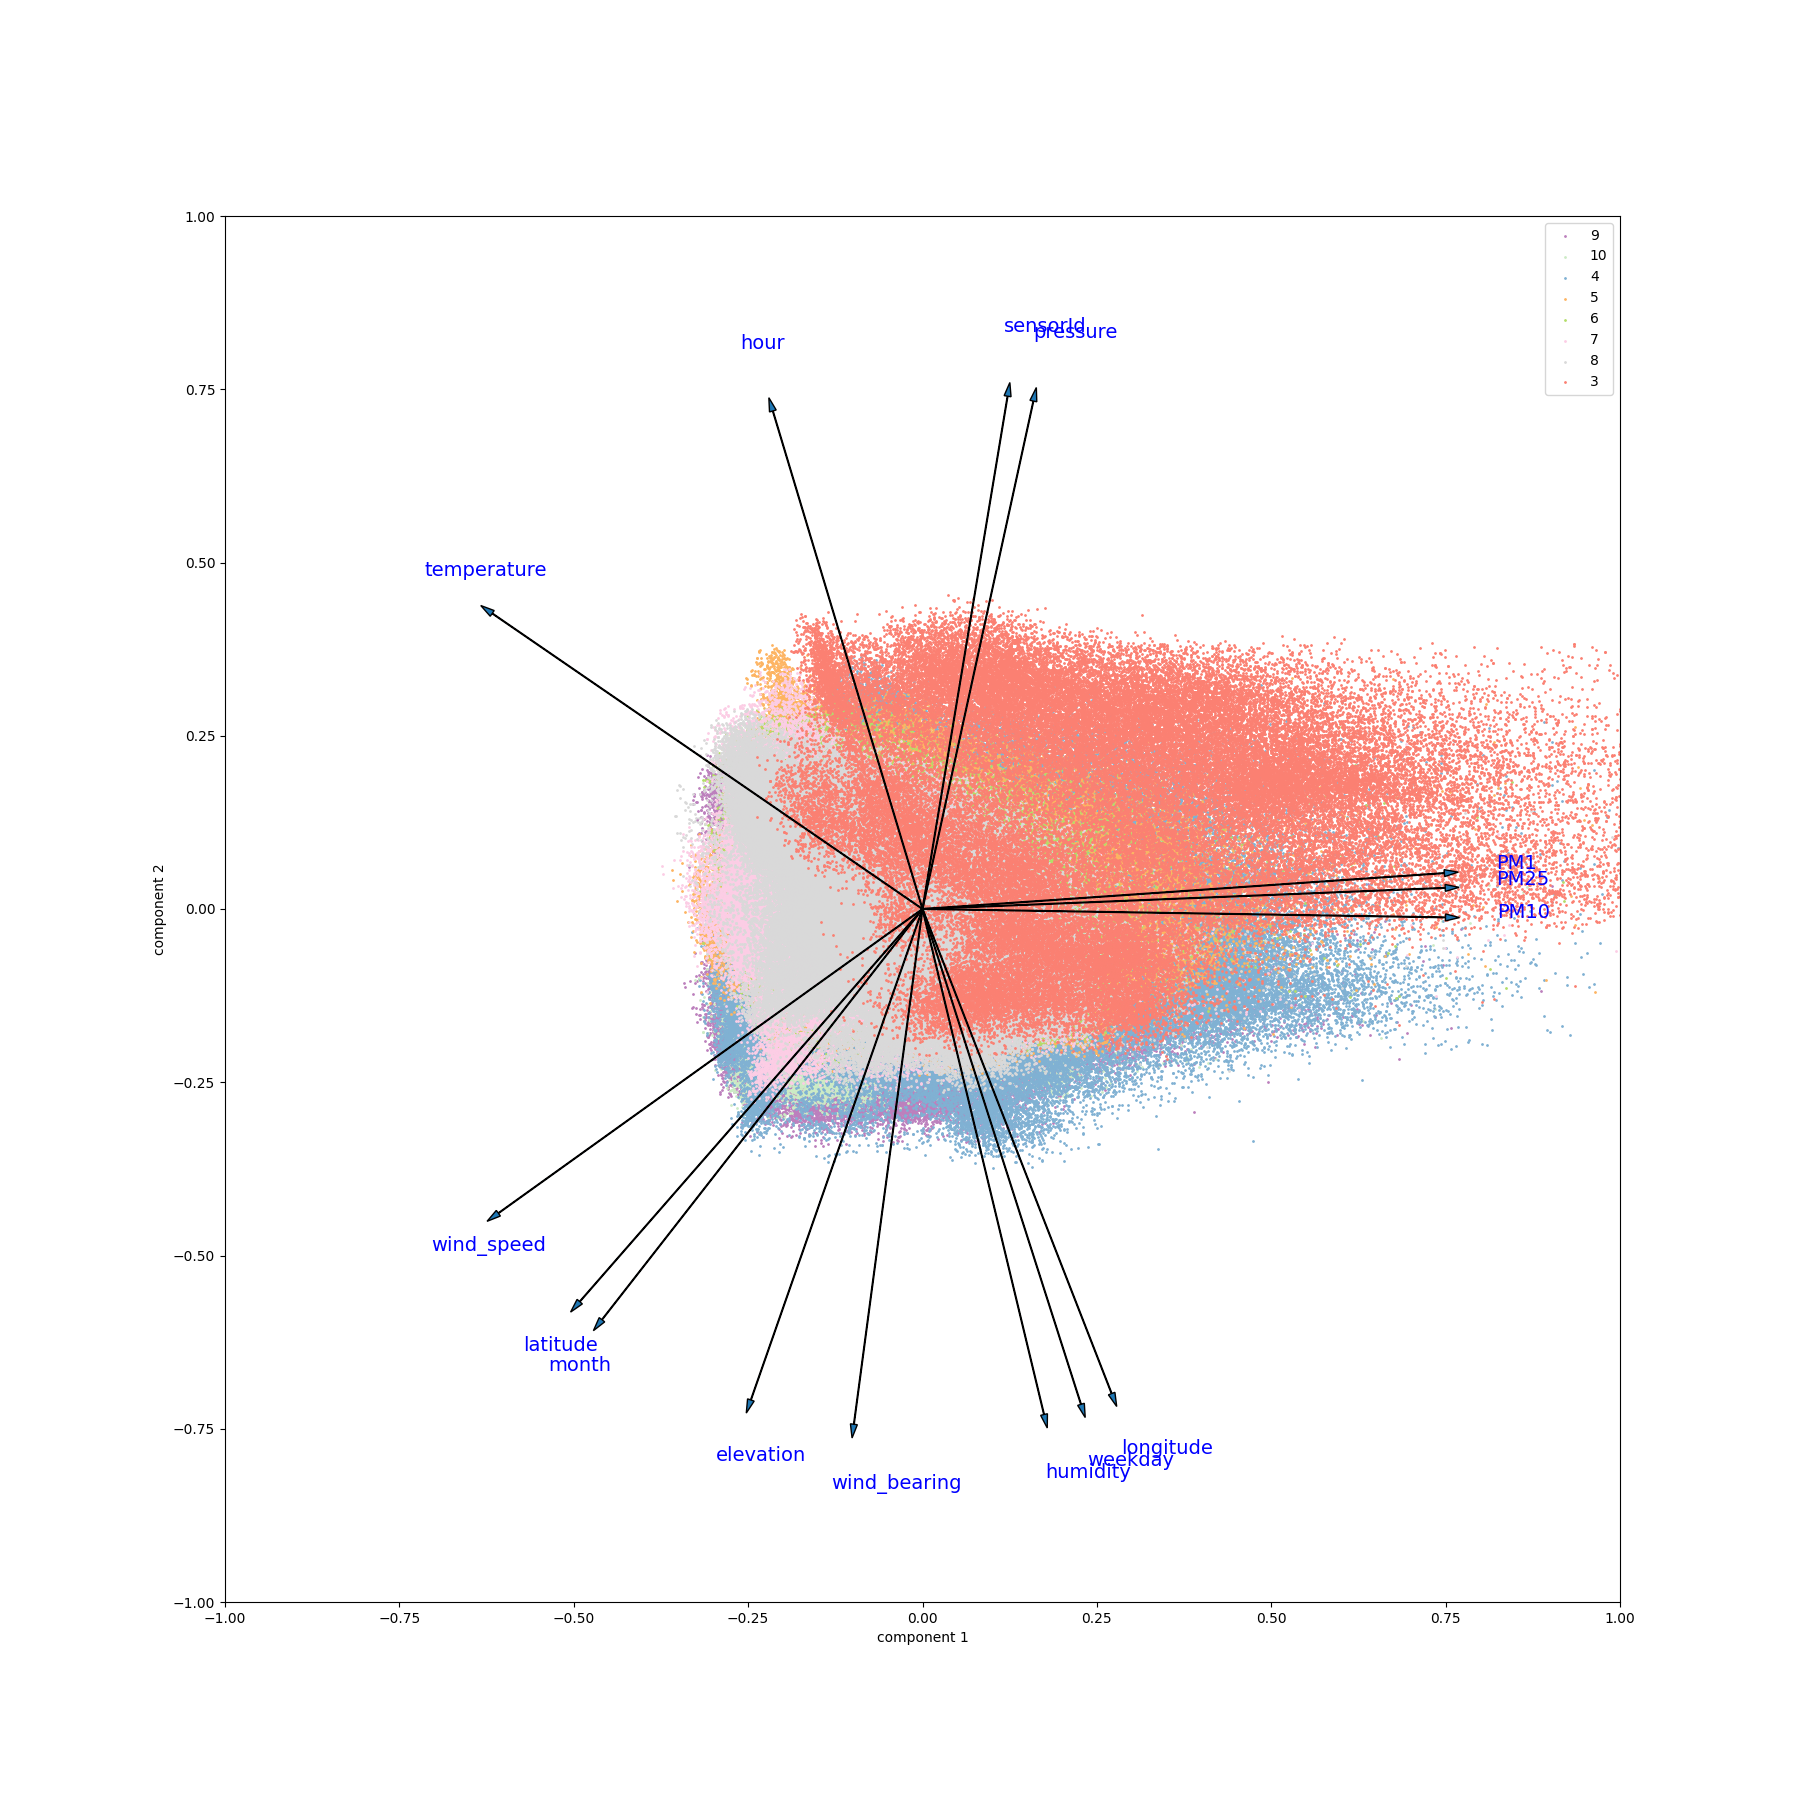 1.00
9
10
4
5
6
7
8
3
sensorId
pressure
hour
0.75
temperature
0.50
0.25
PM1
PM25
PM10
0.00
component 2
−0.25
wind_speed
−0.50
latitude
month
−0.75
longitude
elevation
weekday
humidity
wind_bearing
−1.00
−1.00 −0.75 −0.50 −0.25 0.00 0.25 0.50 0.75 1.00
component 1